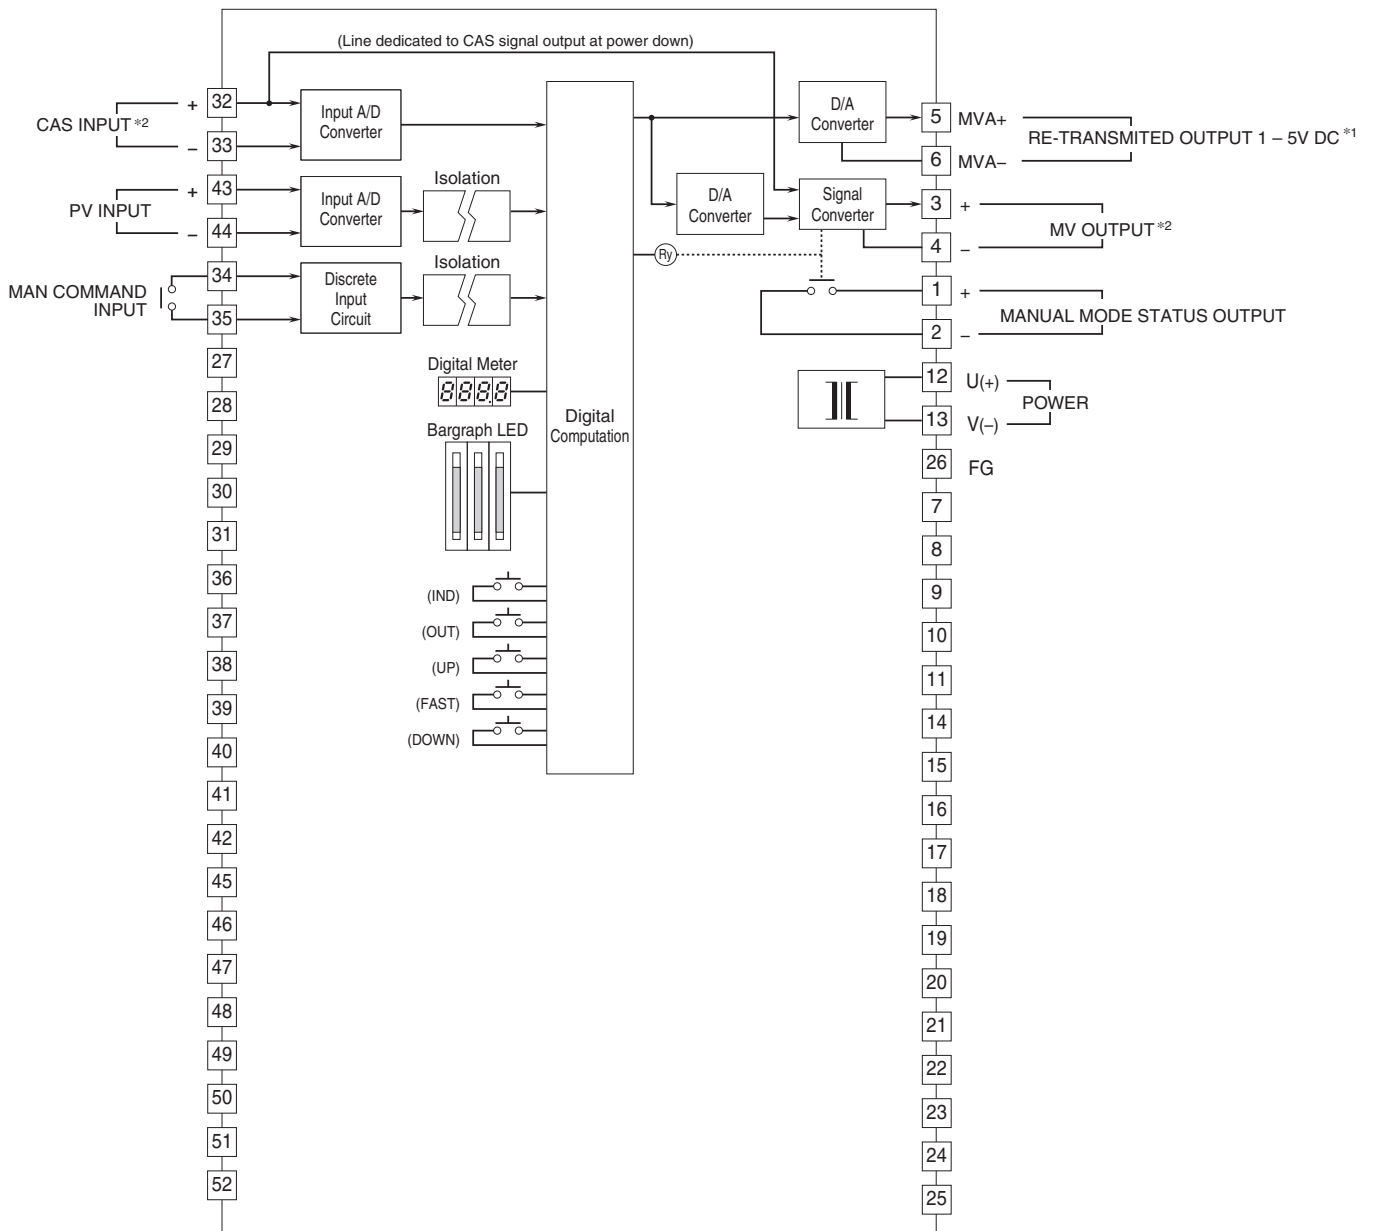 (Line dedicated to CAS signal output at power down)
CAS INPUT *2
+ 32
− 33
Input A/D
Converter
PV INPUT
+ 43
− 44
Input A/D
Converter
Isolation
MAN COMMAND
INPUT
34
35
Discrete
Input
Circuit
Isolation
27
28
29
30
31
36
37
38
39
40
41
42
45
46
47
48
49
50
51
52
Digital Meter
888.8
Bargraph LED
(IND)
(OUT)
(UP)
(FAST)
(DOWN)
Digital
Computation
D/A
Converter
D/A
Converter
Signal
Converter
Ry
5 MVA+
6 MVA−
RE-TRANSMITED OUTPUT 1 – 5V DC *1
3 +
4 −
MV OUTPUT *2
1 +
2 −
MANUAL MODE STATUS OUTPUT
12 U(+)
13 V(−)
POWER
26 FG
7
8
9
10
11
14
15
16
17
18
19
20
21
22
23
24
25